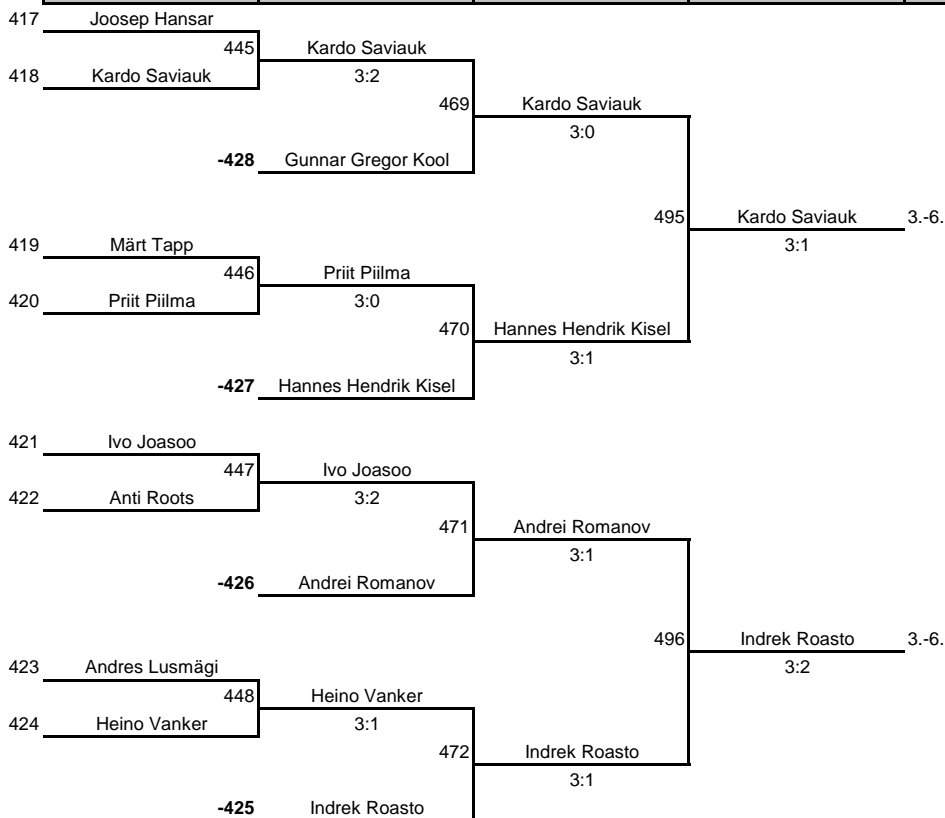 417 Joosep Hansar
445 Kardo Saviauk
418 Kardo Saviauk 3:2
469 Kardo Saviauk
3:0
-428 Gunnar Gregor Kool
495 Kardo Saviauk 3.-6.
419 Märt Tapp 3:1
446 Priit Piilma
420 Priit Piilma 3:0
470 Hannes Hendrik Kisel
3:1
-427 Hannes Hendrik Kisel
421 Ivo Joasoo
447 Ivo Joasoo
422 Anti Roots 3:2
471 Andrei Romanov
3:1
-426 Andrei Romanov
496 Indrek Roasto 3.-6.
423 Andres Lusmägi 3:2
448 Heino Vanker
424 Heino Vanker 3:1
472 Indrek Roasto
3:1
-425 Indrek Roasto